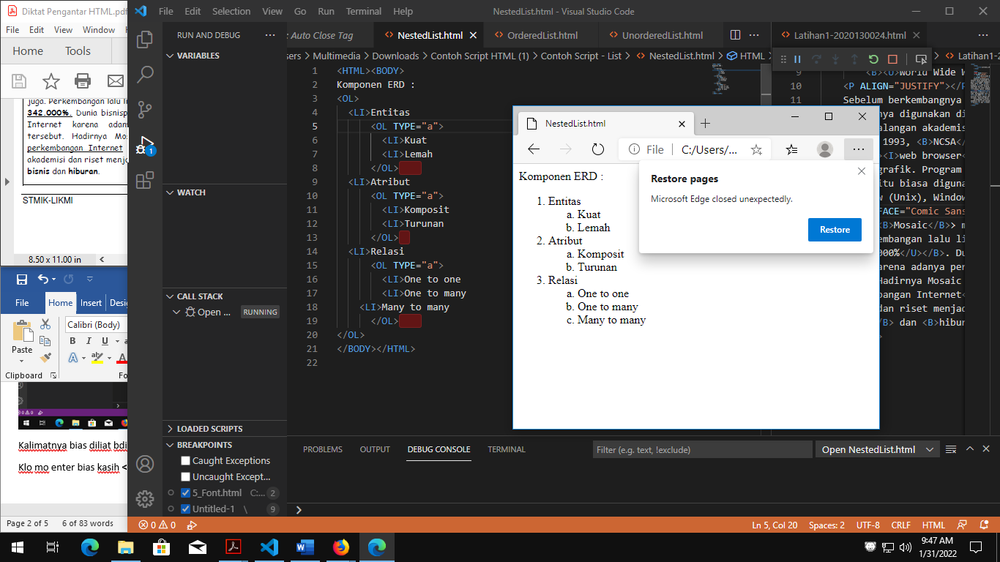 Diktat Pengantar HTML.pdf
File Edit View Window
Home Tools
juga. Perkembangan lalu li
342.000%. Dunia bisnisp
Internet karena adan
tersebut. Hadirnya Mo
perkembangan Internet
akademisi dan riset menja
bisnis dan hiburan.
STMIK-LIKMI
8.50 x 11.00 in
File Home Insert Desig
Calibri (Body)
Paste
B I U
Clipboard Fo
Kalimatnya bias diliat bdi
Klo mo enter bias kasih <
Page 2 of 5 6 of 83 words
File Edit Selection View Go Run Terminal Help
NestedList.html - Visual Studio Code
RUN AND DEBUG
VARIABLES
WATCH
CALL STACK
Open ... RUNNING
LOADED SCRIPTS
BREAKPOINTS
Caught Exceptions
Uncaught Except...
5_Font.html C:... 2
Untitled-1 \ 9
: Auto Close Tag NestedList.html OrderedList.html UnorderedList.html
sers > Multimedia > Downloads > Contoh Script HTML (1) > Contoh Script - List > NestedList.html > HTML >
1 <HTML><BODY>
2 Komponen ERD :
3 <OL>
4 <LI>Entitas
5 <OL TYPE="a">
6 <LI>Kuat
7 <LI>Lemah
8 </OL>
9 <LI>Atribut
10 <OL TYPE="a">
11 <LI>Komposit
12 <LI>Turunan
13 </OL>
14 <LI>Relasi
15 <OL TYPE="a">
16 <LI>One to one
17 <LI>One to many
18 <LI>Many to many
19 </OL>
20 </OL>
21 </BODY></HTML>
22
Latihan1-2020130024.html
Latihan1-20
9 <B><U>World Wide W
10 <P ALIGN="JUSTIFY"></P
11 Sebelum berkembangnya
nya digunakan di
alangan akademis
1993, <B>NCSA</
<I>web browser<
grafik. Program
itu biasa diguna
w (Unix), Window
FACE="Comic Sans
<B>Mosaic</B>> m
embangan lalu li
000%</U></B>. Du
arena adanya per
Hadirnya Mosaic
bangan Internet<
dan riset menjad
/B> dan <B>hibur
NestedList.html
File C:/Users/...
Komponen ERD :
1. Entitas
a. Kuat
b. Lemah
2. Atribut
a. Komposit
b. Turunan
3. Relasi
a. One to one
b. One to many
c. Many to many
Restore pages
Microsoft Edge closed unexpectedly.
Restore
PROBLEMS OUTPUT DEBUG CONSOLE TERMINAL
Filter (e.g. text, !exclude)
Open NestedList.html
0 0
Ln 5, Col 20 Spaces: 2 UTF-8 CRLF HTML
9:47 AM
1/31/2022